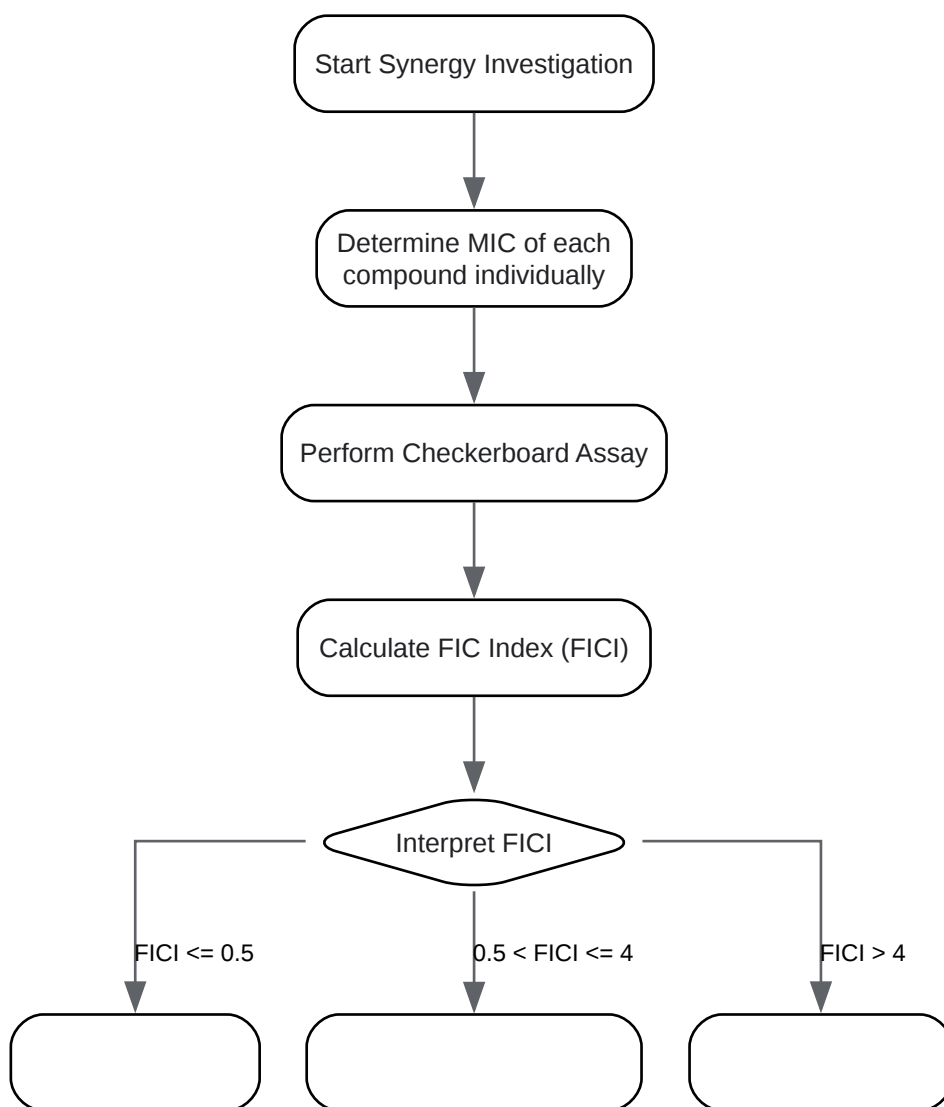 Start Synergy Investigation
Determine MIC of each
compound individually
Perform Checkerboard Assay
Calculate FIC Index (FICI)
Interpret FICI
FICI <= 0.5
0.5 < FICI <= 4
FICI > 4